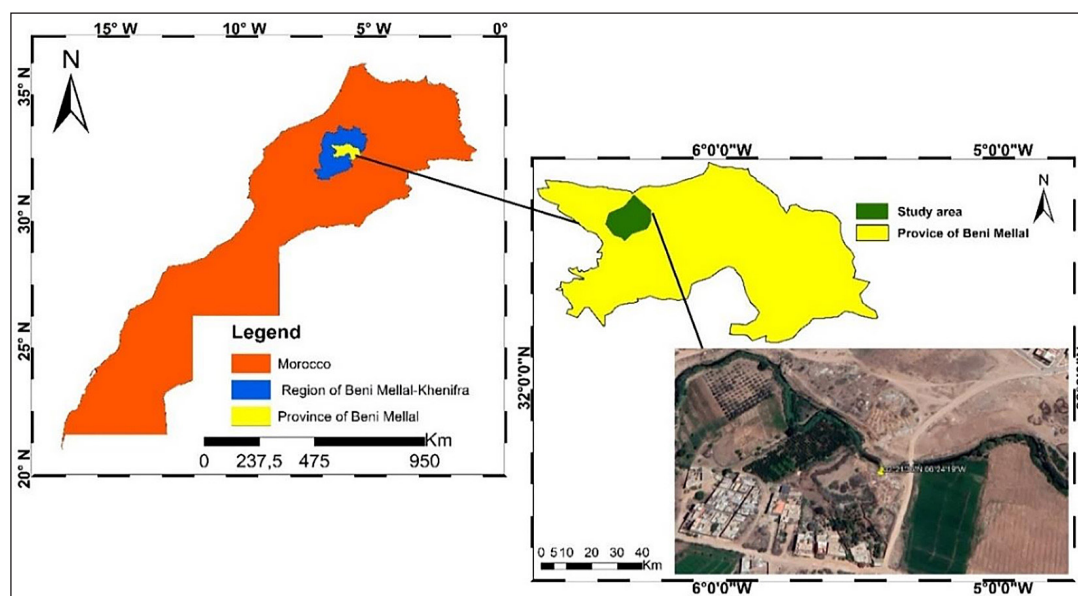 15° W 10° W 5° W 0°
N
35° N
30° N
25° N
20° N
Legend
Morocco
Region of Beni Mellal-Khenifra
Province of Beni Mellal
Km
0 237,5 475 950
6°0'0"W 5°0'0"W
N
Study area
Provice of Beni Mellal
32°0'0"N
0 5 10 20 30 40
Km
6°0'0"W 5°0'0"W